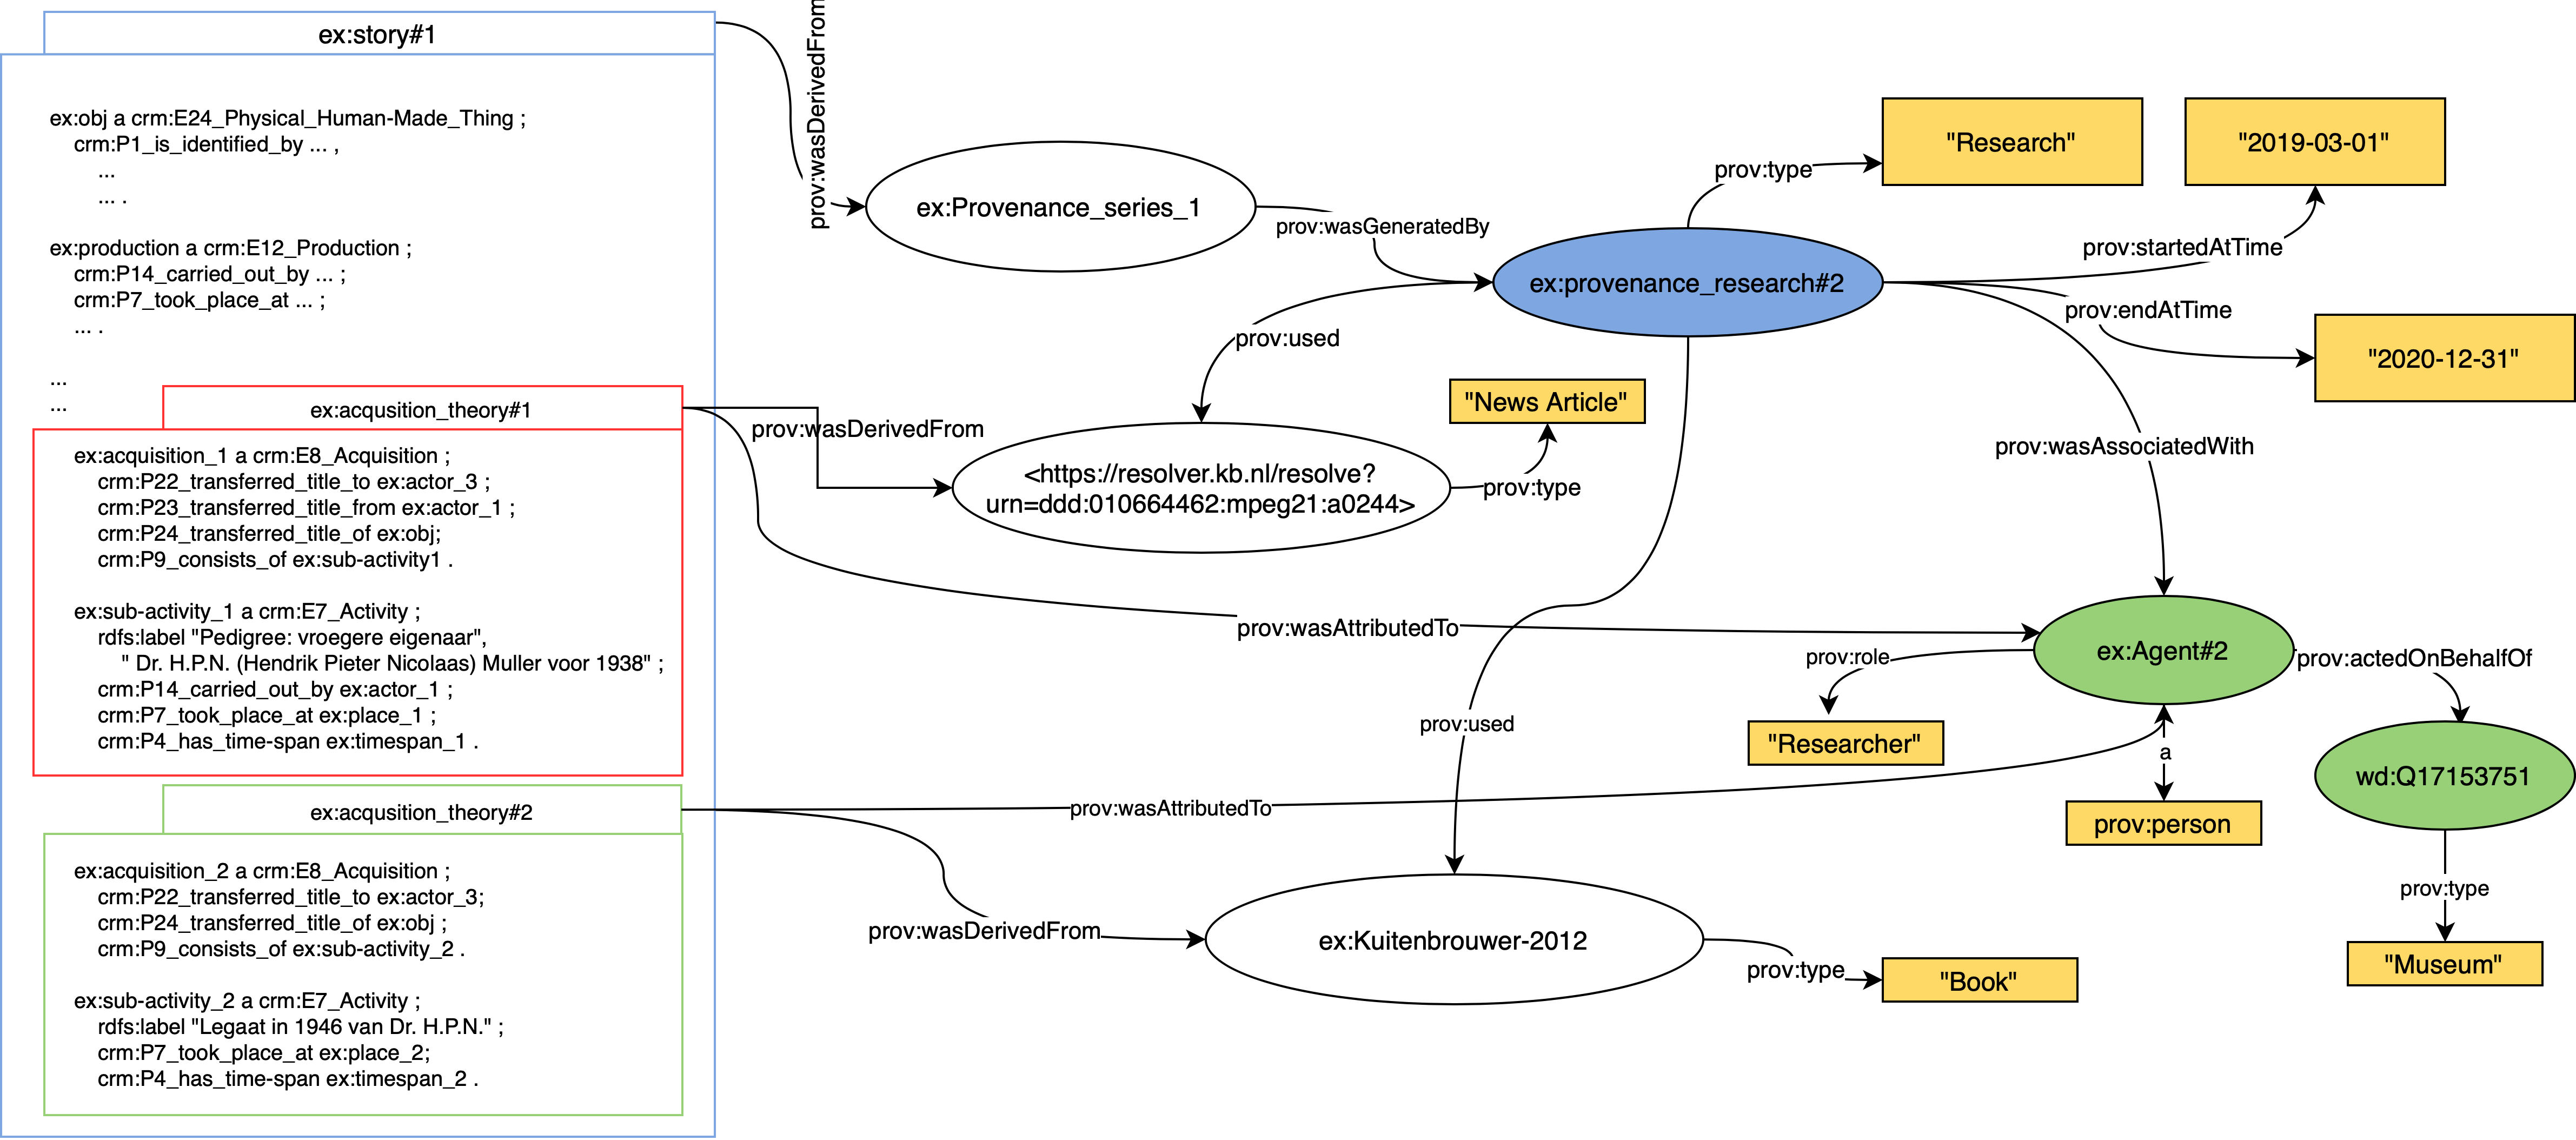 ex:story#1
ex:obj a crm:E24_Physical_Human-Made_Thing ;
crm:P1_is_identified_by ... ,
...
... .
ex:production a crm:E12_Production ;
crm:P14_carried_out_by ... ;
crm:P7_took_place_at ... ;
... .
...
...
ex:acqusition_theory#1
ex:acquisition_1 a crm:E8_Acquisition ;
crm:P22_transferred_title_to ex:actor_3 ;
crm:P23_transferred_title_from ex:actor_1 ;
crm:P24_transferred_title_of ex:obj;
crm:P9_consists_of ex:sub-activity1 .
ex:sub-activity_1 a crm:E7_Activity ;
rdfs:label "Pedigree: vroegere eigenaar",
" Dr. H.P.N. (Hendrik Pieter Nicolaas) Muller voor 1938" ;
crm:P14_carried_out_by ex:actor_1 ;
crm:P7_took_place_at ex:place_1 ;
crm:P4_has_time-span ex:timespan_1 .
ex:acqusition_theory#2
ex:acquisition_2 a crm:E8_Acquisition ;
crm:P22_transferred_title_to ex:actor_3;
crm:P24_transferred_title_of ex:obj ;
crm:P9_consists_of ex:sub-activity_2 .
ex:sub-activity_2 a crm:E7_Activity ;
rdfs:label "Legaat in 1946 van Dr. H.P.N." ;
crm:P7_took_place_at ex:place_2;
crm:P4_has_time-span ex:timespan_2 .
prov:wasDerivedFrom
ex:Provenance_series_1
prov:wasGeneratedBy
ex:provenance_research#2
prov:type
"Research"
"2019-03-01"
prov:startedAtTime
prov:endAtTime
"2020-12-31"
prov:used
"News Article"
prov:wasDerivedFrom
<https://resolver.kb.nl/resolve?
urn=ddd:010664462:mpeg21:a0244>
prov:type
prov:wasAssociatedWith
prov:wasAttributedTo
ex:Agent#2
prov:role
"Researcher"
prov:actedOnBehalfOf
a
prov:person
wd:Q17153751
prov:type
"Museum"
prov:used
prov:wasAttributedTo
prov:wasDerivedFrom
ex:Kuitenbrouwer-2012
prov:type
"Book"